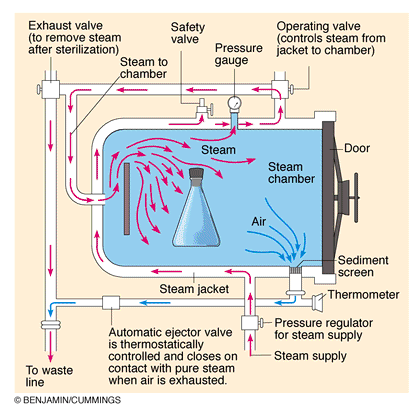 Exhaust valve
(to remove steam
after sterilization)
Steam to
chamber
Safety
valve
Pressure
gauge
Operating valve
(controls steam from
jacket to chamber)
Steam
Steam
chamber
Door
Air
Sediment
screen
Steam jacket
Thermometer
Automatic ejector valve
is thermostatically
controlled and closes on
contact with pure steam
when air is exhausted.
Pressure regulator
for steam supply
Steam supply
To waste
line
© BENJAMIN/CUMMINGS